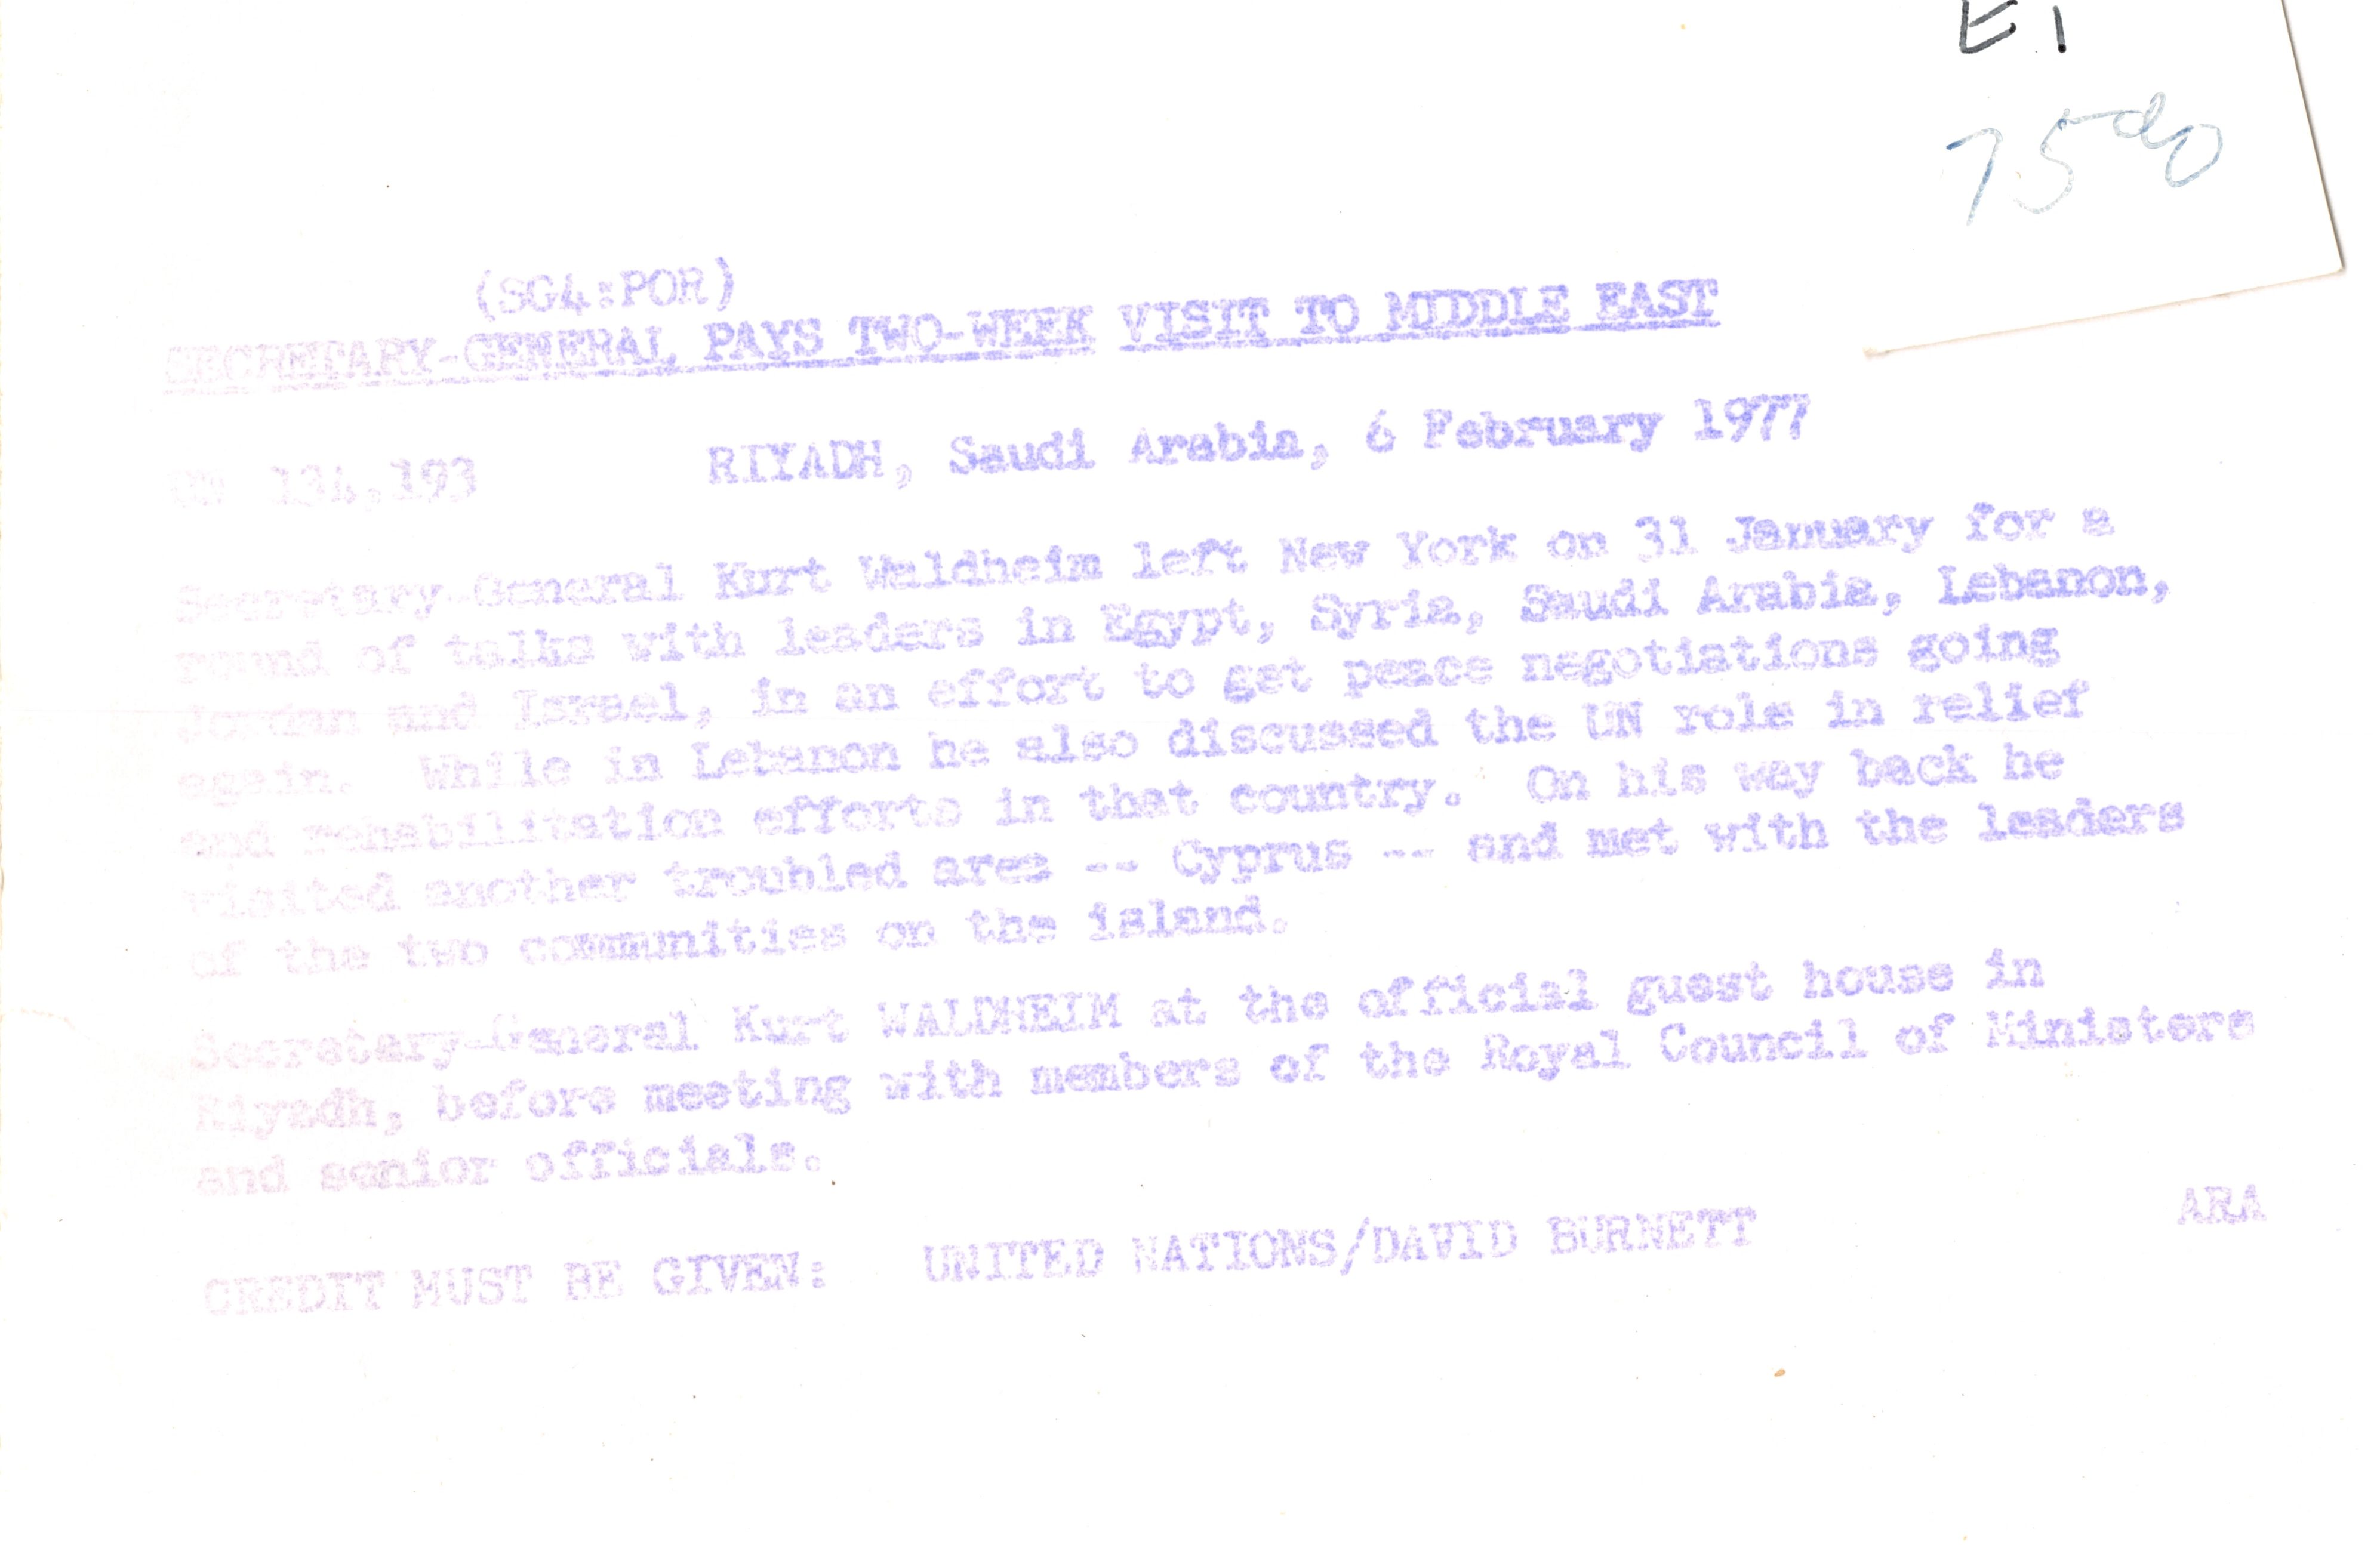 E1
(SG4:POR)
SECRETARY-GENERAL PAYS TWO-WEEK VISIT TO MIDDLE EAST
UN 134,193 RIYADH, Saudi Arabia, 6 February 1977
Secretary-General Kurt Waldheim left New York on 31 January for a
round of talks with leaders in Egypt, Syria, Saudi Arabia, Lebanon,
Jordan and Israel, in an effort to get peace negotiations going
again. While in Lebanon he also discussed the UN role in relief
and rehabilitation efforts in that country. On his way back he
visited another troubled area -- Cyprus -- and met with the leaders
of the two communities on the island.
Secretary-General Kurt WALDHEIM at the official guest house in
Riyadh, before meeting with members of the Royal Council of Ministers
and senior officials.
CREDIT MUST BE GIVEN: UNITED NATIONS/DAVID BURNETT ARA